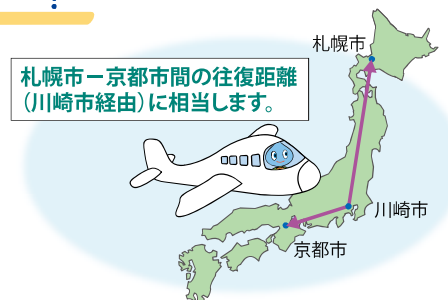 札幌市
札幌市－京都市間の往復距離
（川崎市経由）に相当します。
川崎市
京都市